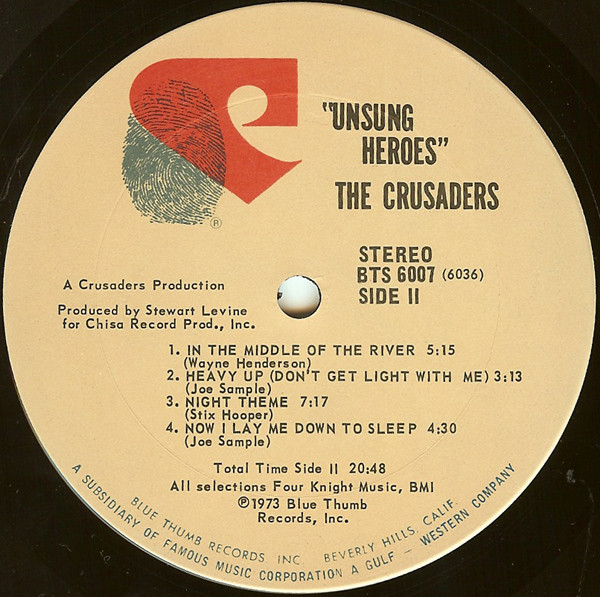 "UNSUNG
HEROES"
THE CRUSADERS
®
STEREO
BTS 6007 (6036)
SIDE II
A Crusaders Production
Produced by Stewart Levine
for Chisa Record Prod., Inc.
1. IN THE MIDDLE OF THE RIVER 5:15
(Wayne Henderson)
2. HEAVY UP (DON'T GET LIGHT WITH ME) 3:13
(Joe Sample)
3. NIGHT THEME 7:17
(Stix Hooper)
4. NOW I LAY ME DOWN TO SLEEP 4:30
(Joe Sample)
Total Time Side II 20:48
All selections Four Knight Music, BMI
℗1973 Blue Thumb
Records, Inc.
BLUE THUMB RECORDS, INC. BEVERLY HILLS, CALIF.
A SUBSIDIARY OF FAMOUS MUSIC CORPORATION A GULF – WESTERN COMPANY